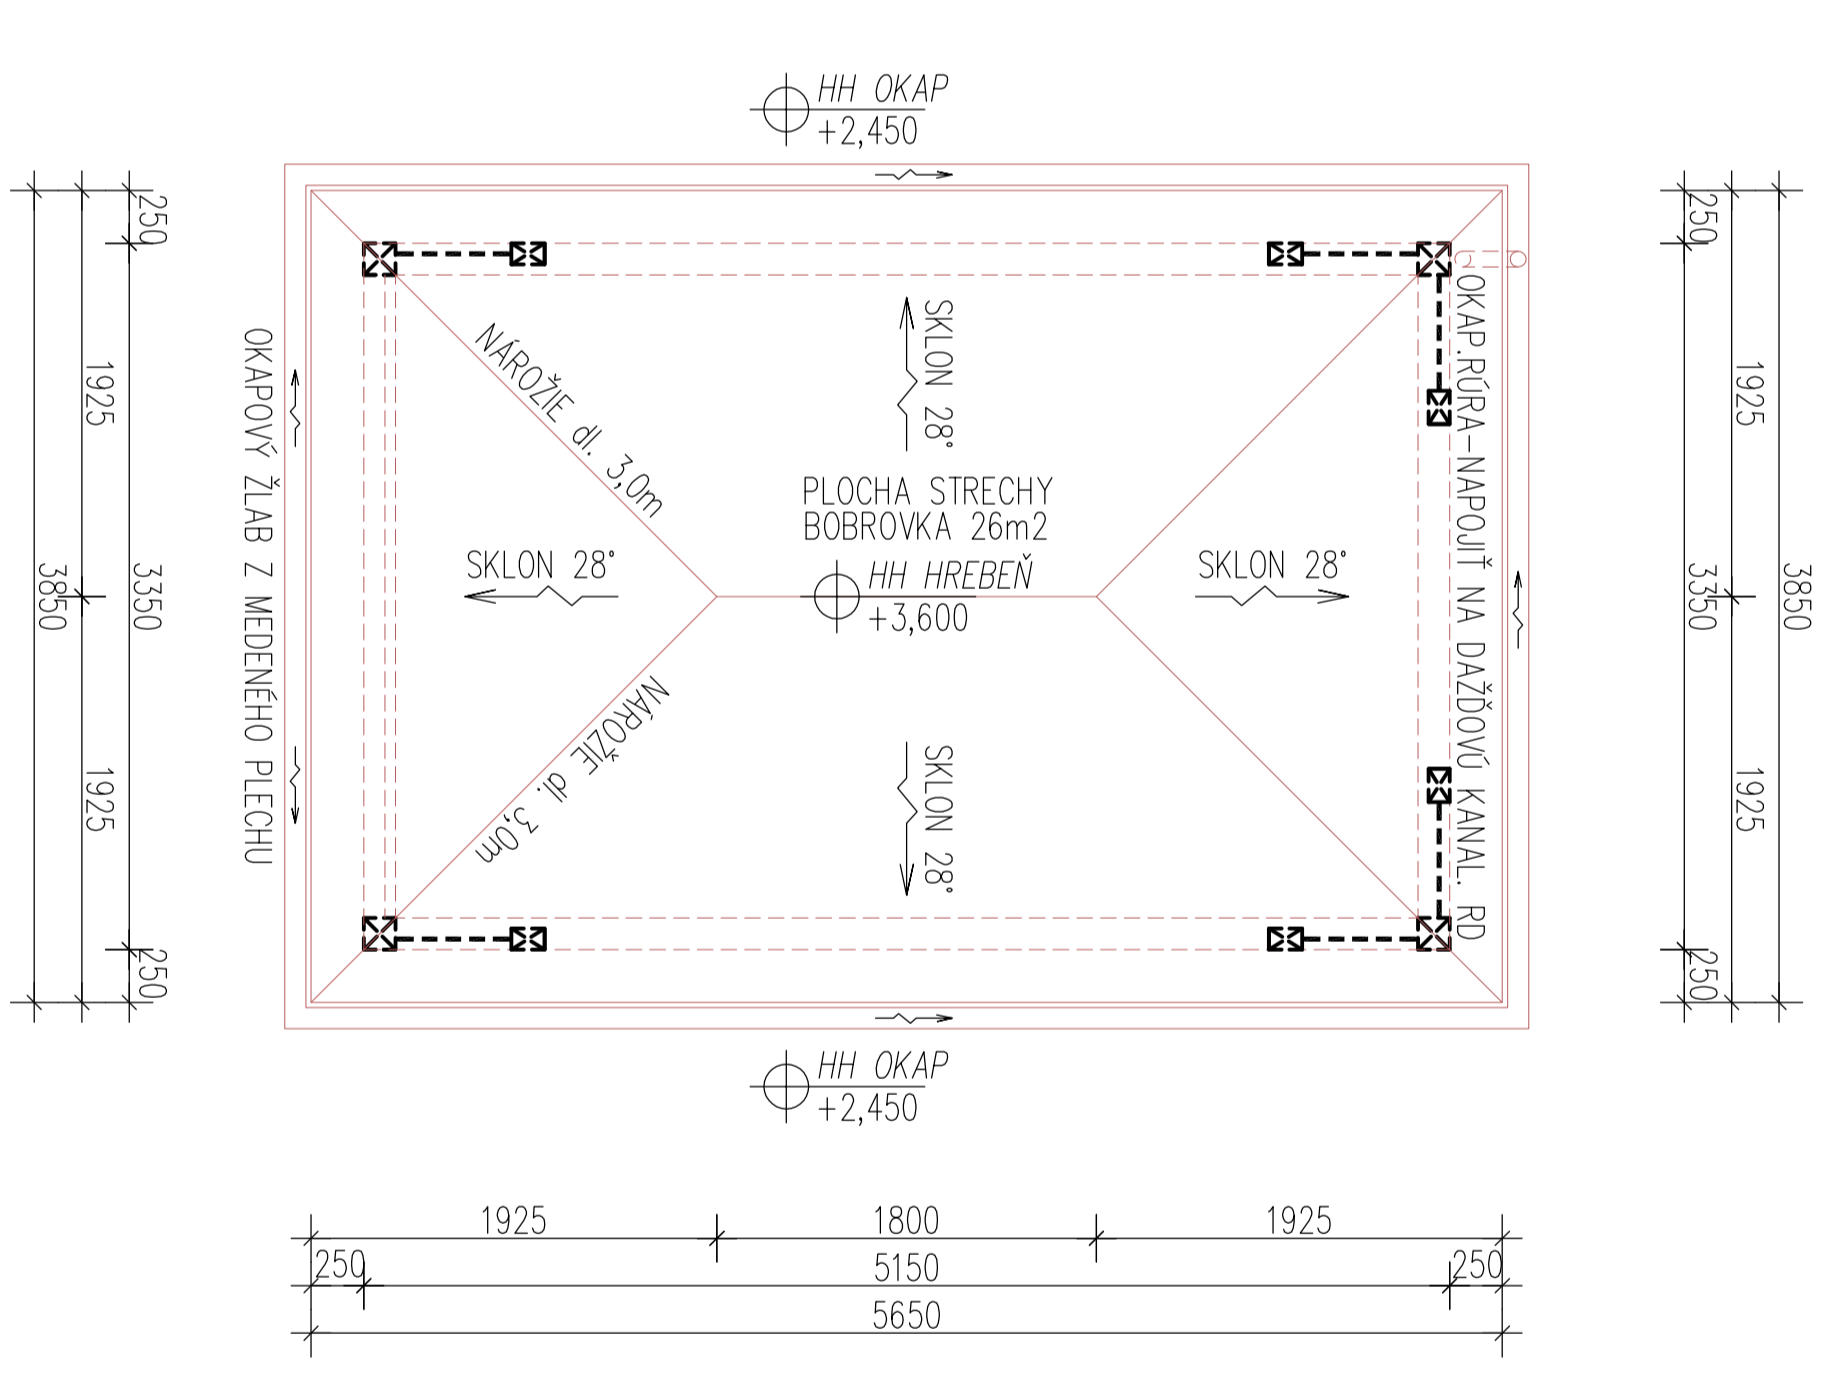 HH OKAP
+2,450
250
1925
3350
3850
1925
250
OKAPOVÝ ŽLAB Z MEDENÉHO PLECHU
NÁROŽIE dl. 3,0m
SKLON 28°
PLOCHA STRECHY
BOBROVKA 26m2
SKLON 28°
HH HREBEŇ
+3,600
SKLON 28°
NÁROŽIE dl. 3,0m
SKLON 28°
OKAP.RÚRA-NAPOJIŤ NA DAŽĎOVÚ KANAL. RD
250
1925
3350
3850
1925
250
HH OKAP
+2,450
1925
1800
1925
250
5150
250
5650